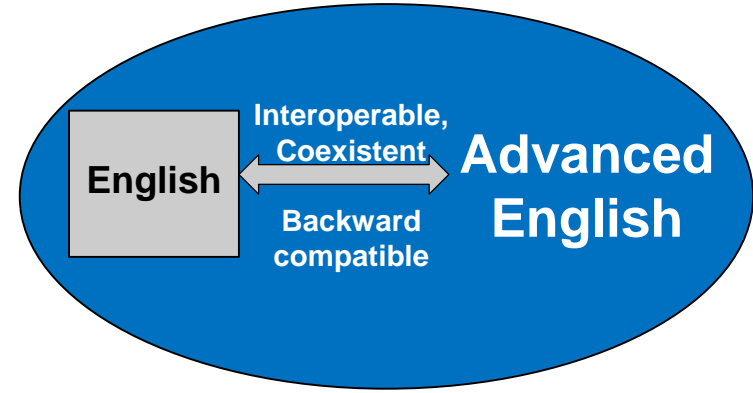 English
Interoperable,
Coexistent
Backward
compatible
Advanced
English